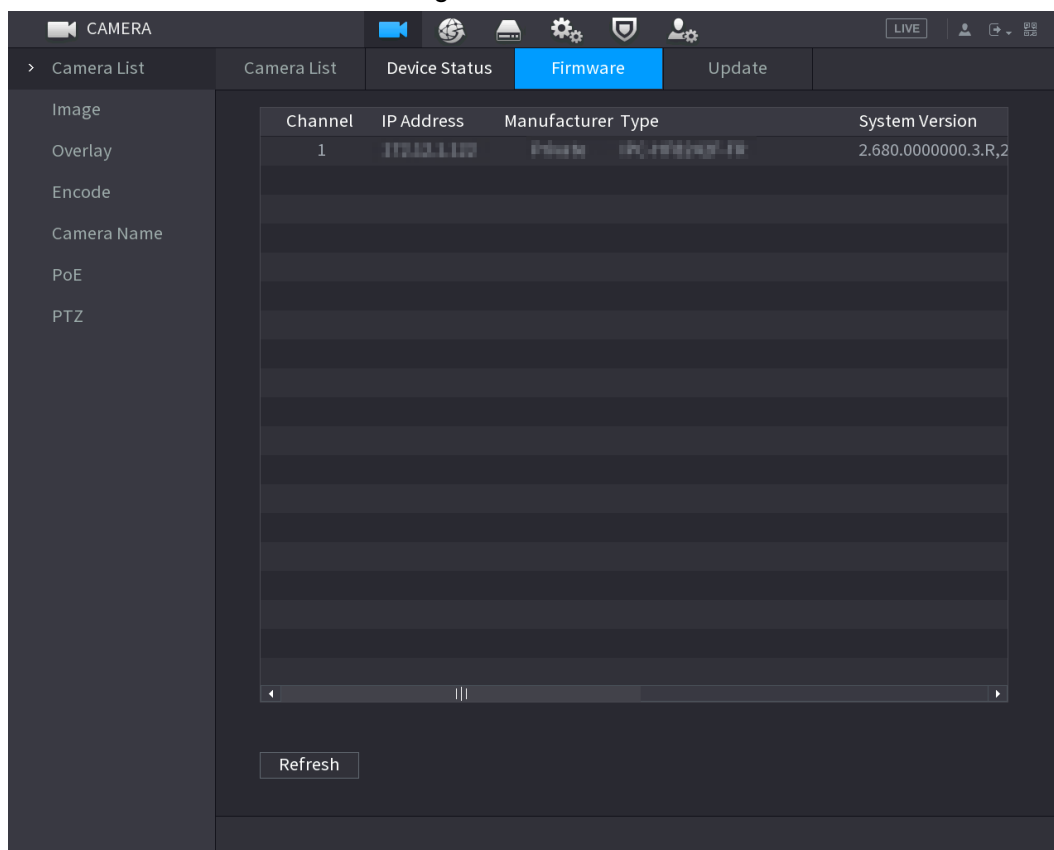 CAMERA LIVE
Camera List
Camera List Device Status Firmware Update
Image
Channel IP Address Manufacturer Type System Version
Overlay
1 2.680.0000000.3.R,2
Encode
Camera Name
PoE
PTZ
Refresh